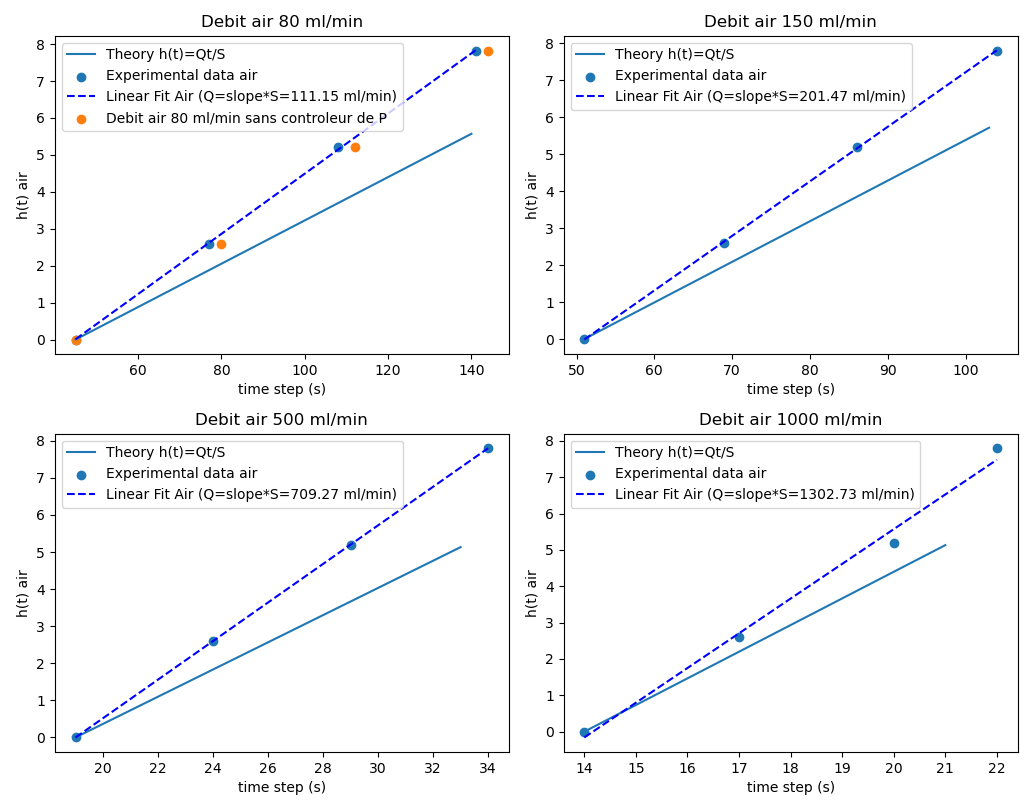 Debit air 80 ml/min
Theory h(t)=Qt/S
Experimental data air
Linear Fit Air (Q=slope*S=111.15 ml/min)
Debit air 80 ml/min sans controleur de P
h(t) air
8
7
6
5
4
3
2
1
0
60 80 100 120 140
time step (s)
Debit air 150 ml/min
Theory h(t)=Qt/S
Experimental data air
Linear Fit Air (Q=slope*S=201.47 ml/min)
h(t) air
8
7
6
5
4
3
2
1
0
50 60 70 80 90 100
time step (s)
Debit air 500 ml/min
Theory h(t)=Qt/S
Experimental data air
Linear Fit Air (Q=slope*S=709.27 ml/min)
h(t) air
8
7
6
5
4
3
2
1
0
20 22 24 26 28 30 32 34
time step (s)
Debit air 1000 ml/min
Theory h(t)=Qt/S
Experimental data air
Linear Fit Air (Q=slope*S=1302.73 ml/min)
h(t) air
8
7
6
5
4
3
2
1
0
14 15 16 17 18 19 20 21 22
time step (s)